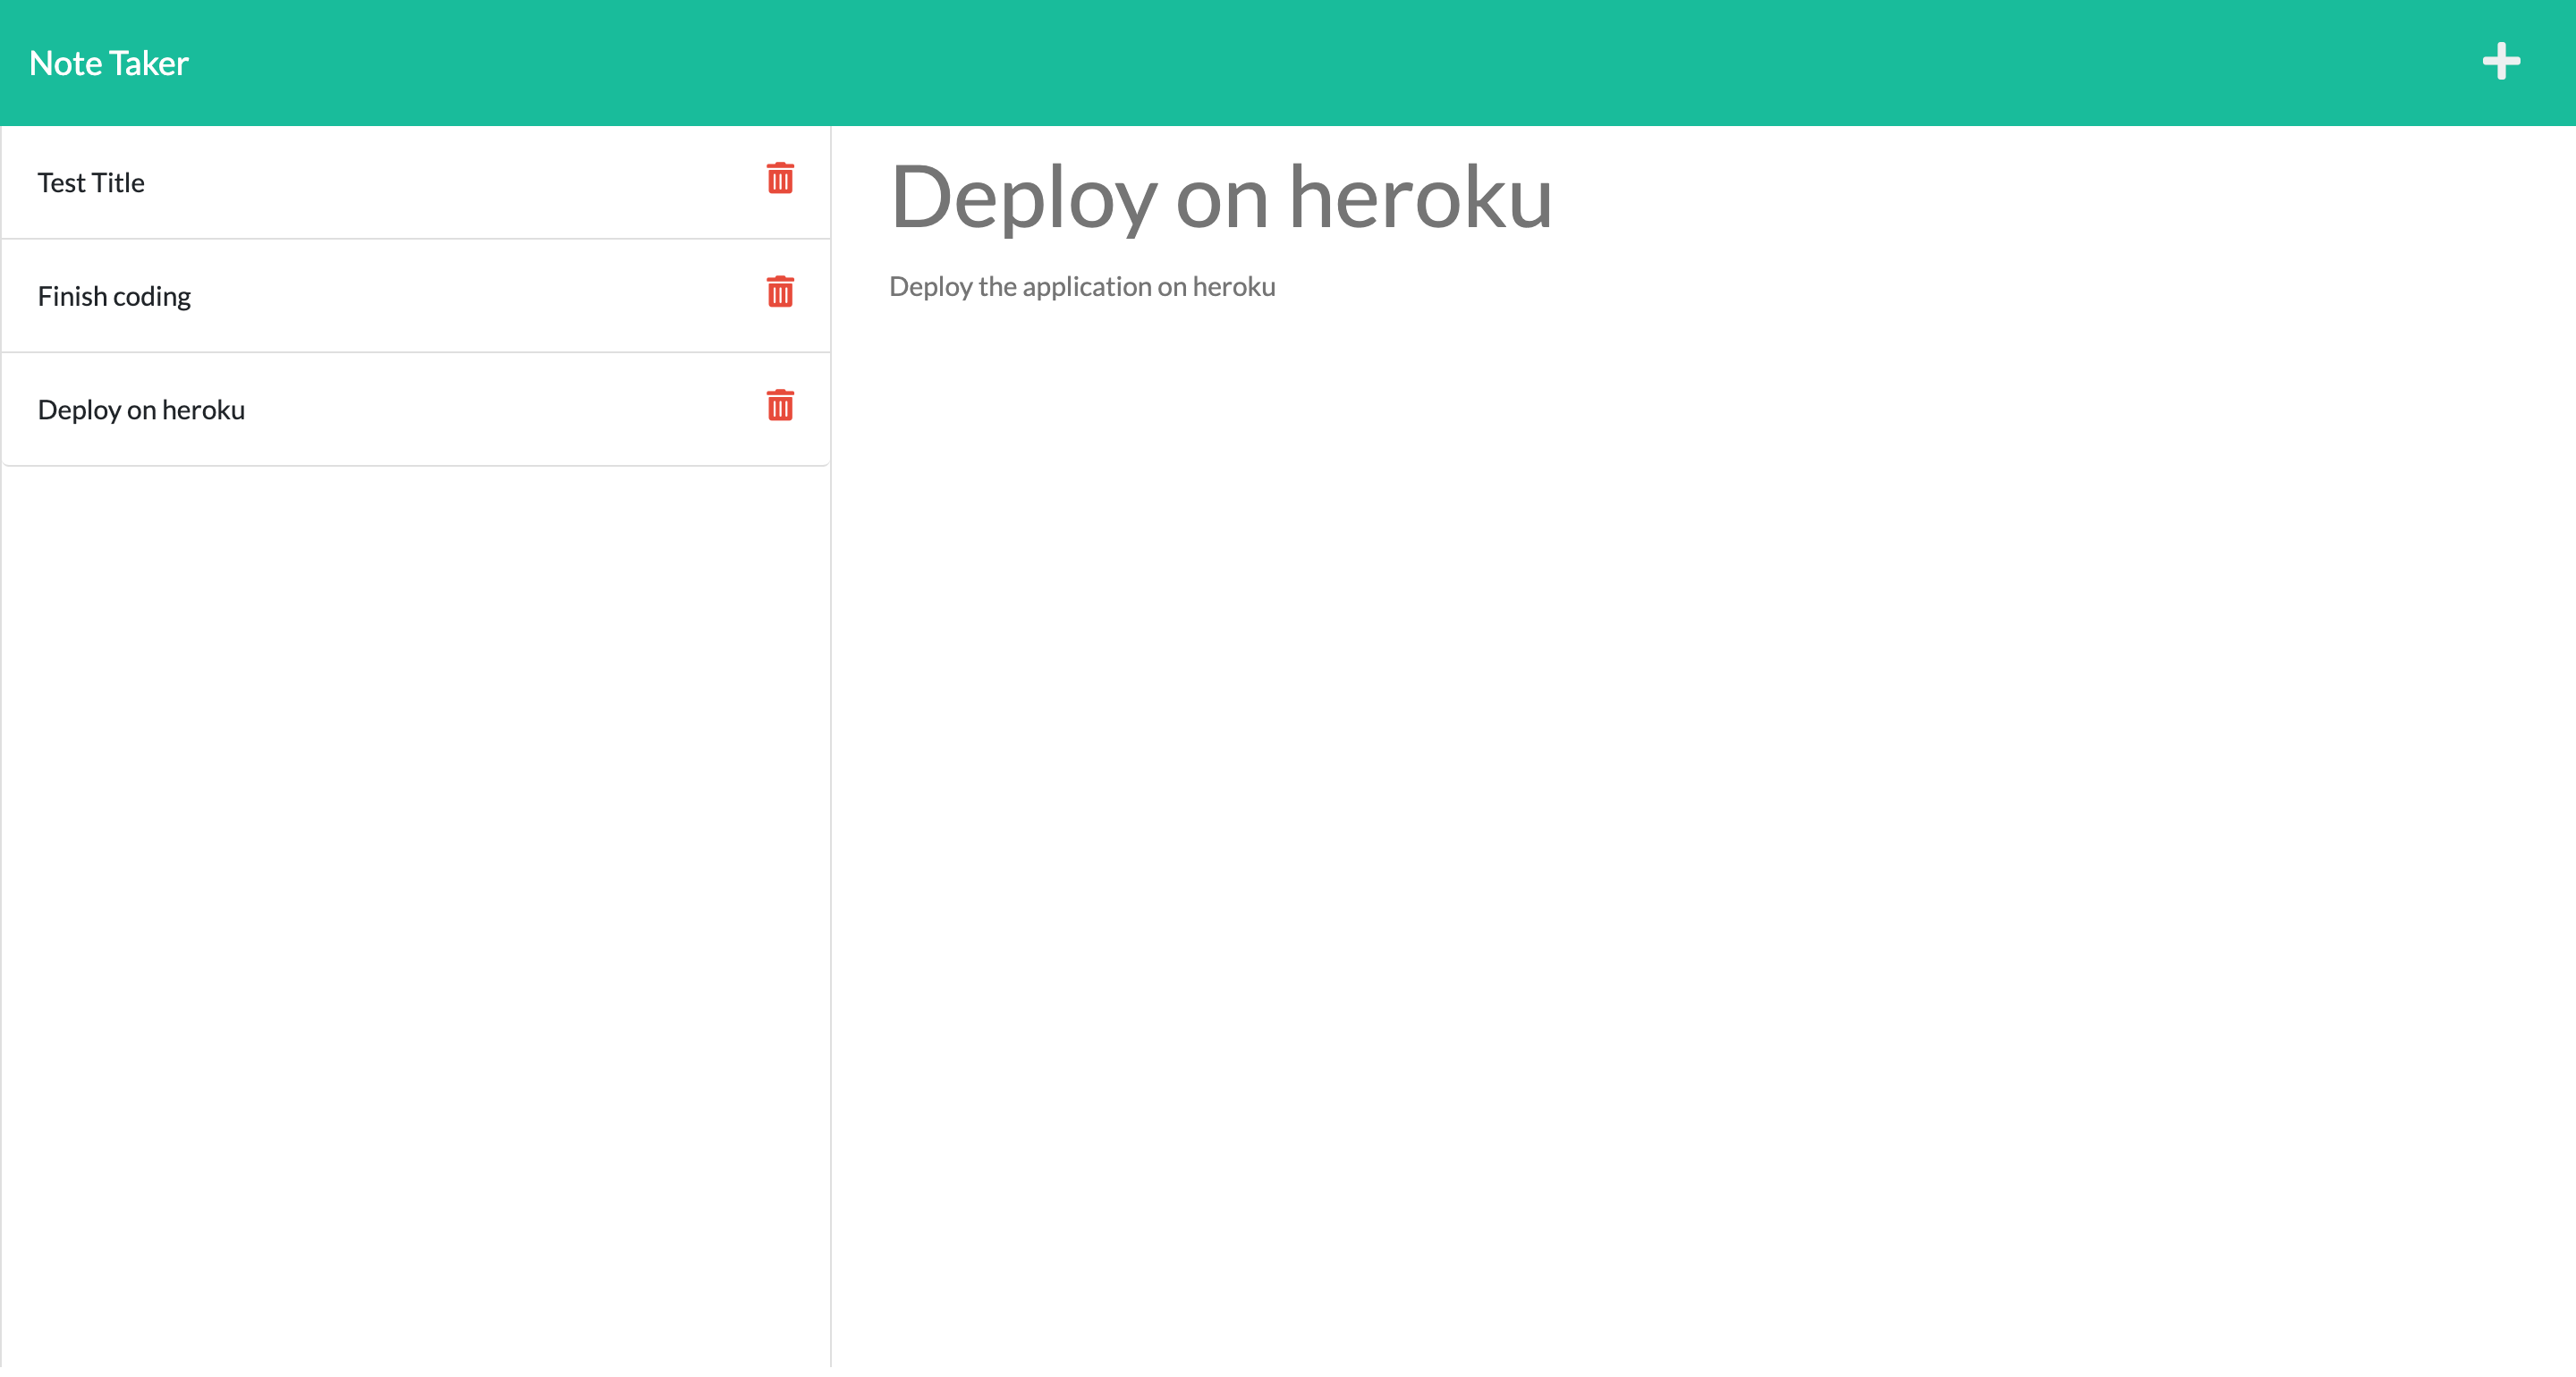 Note Taker
Test Title
Finish coding
Deploy on heroku
Deploy on heroku
Deploy the application on heroku